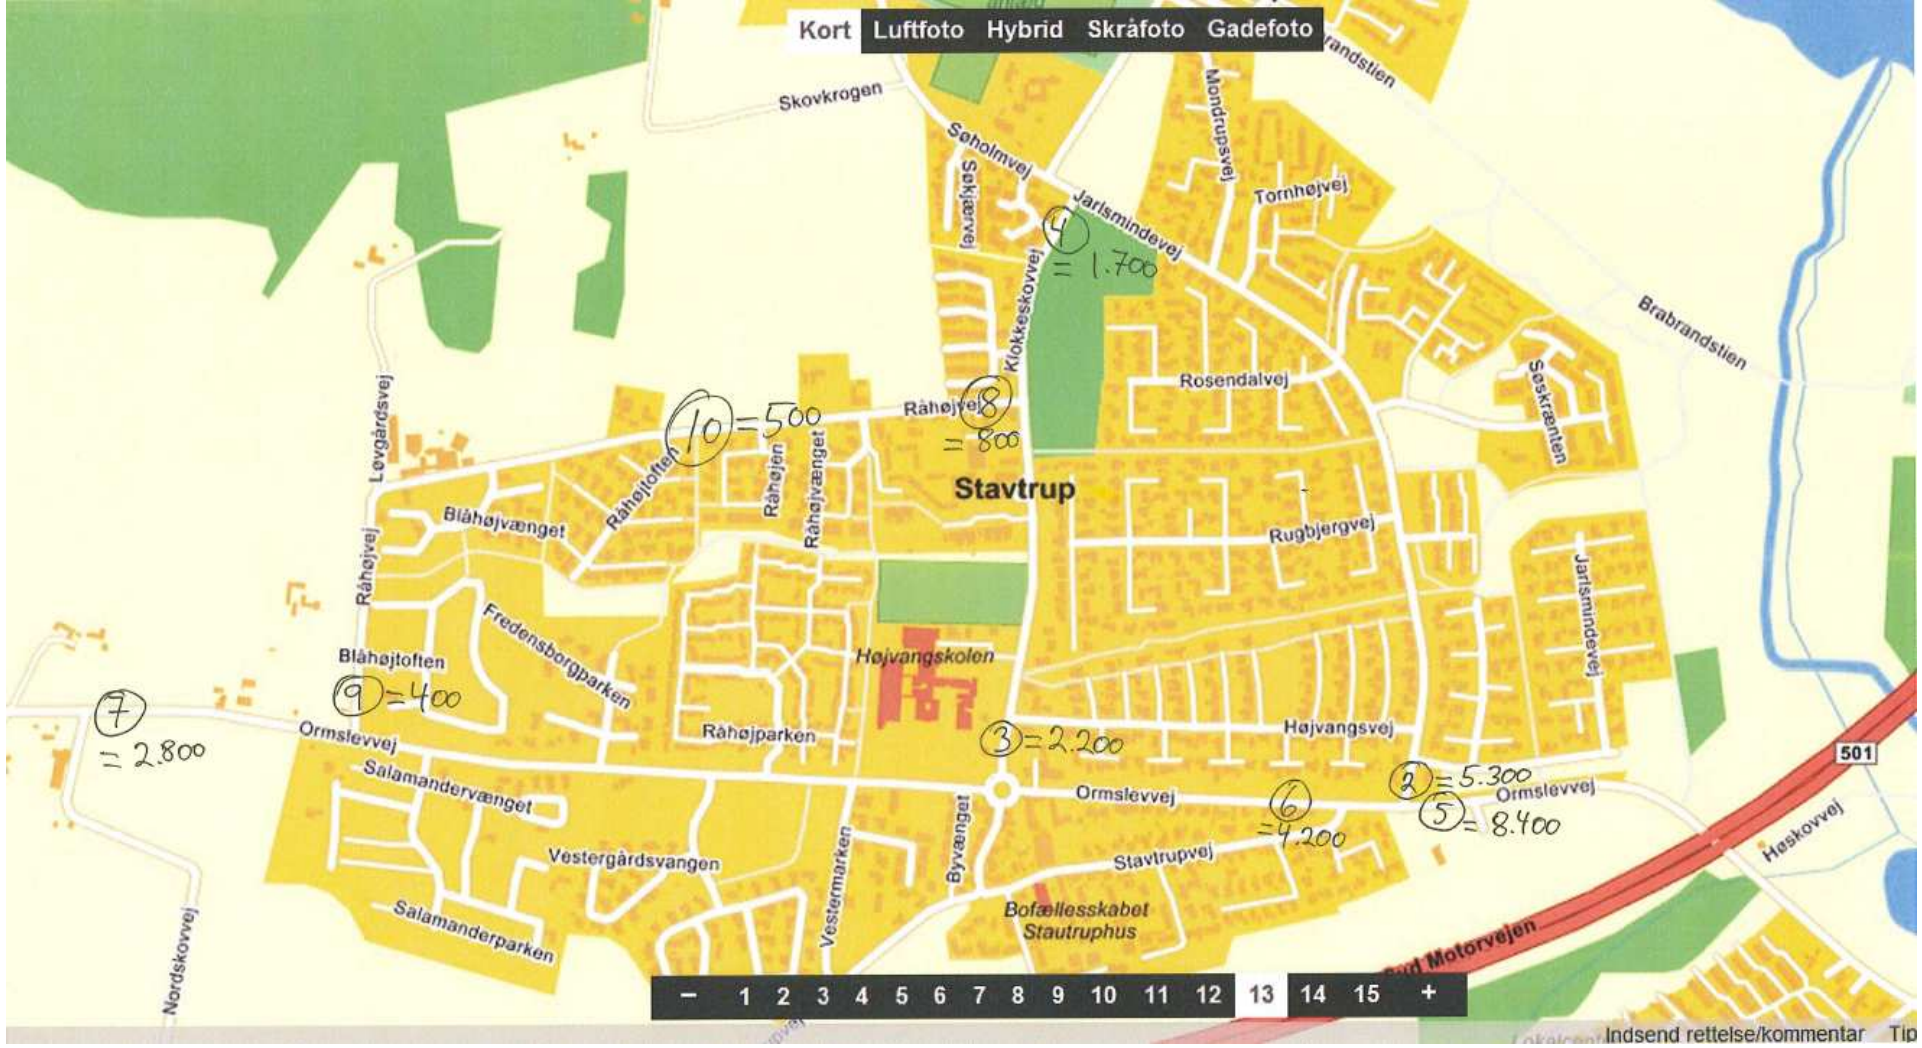 Kort Luftfoto Hybrid Skråfoto Gadefoto
Skovkrogen
Søholmvej
Søkjærvej
Mondrupsvej
Tornhøjvej
Jarlsmindevej
4
= 1.700
Klokkeskovvej
Brabrandstien
Løvgårdsvej
Rosendalvej
Søskrænten
Råhøjvej
8
= 800
10 = 500
Råhøjtoften
Råhøjen
Råhøjvænget
Stavtrup
Blåhøjvænget
Rugbjergvej
Råhøjvej
Jarlsmindevej
Fredensborgparken
Højvangskolen
Blåhøjtoften
9 = 400
7
= 2.800
Ormslevvej
Råhøjparken
3 = 2.200
Højvangsvej
501
2 = 5.300
Ormslevvej
5 = 8.400
6
= 4.200
Ormslevvej
Salamandervænget
Høskovvej
Byvænget
Vestermarken
Stavtrupvej
Vestergårdsvangen
Bofællesskabet
Stautruphus
Salamanderparken
Nordskovvej
Syd Motorvejen
− 1 2 3 4 5 6 7 8 9 10 11 12 13 14 15 +
Indsend rettelse/kommentar Tip